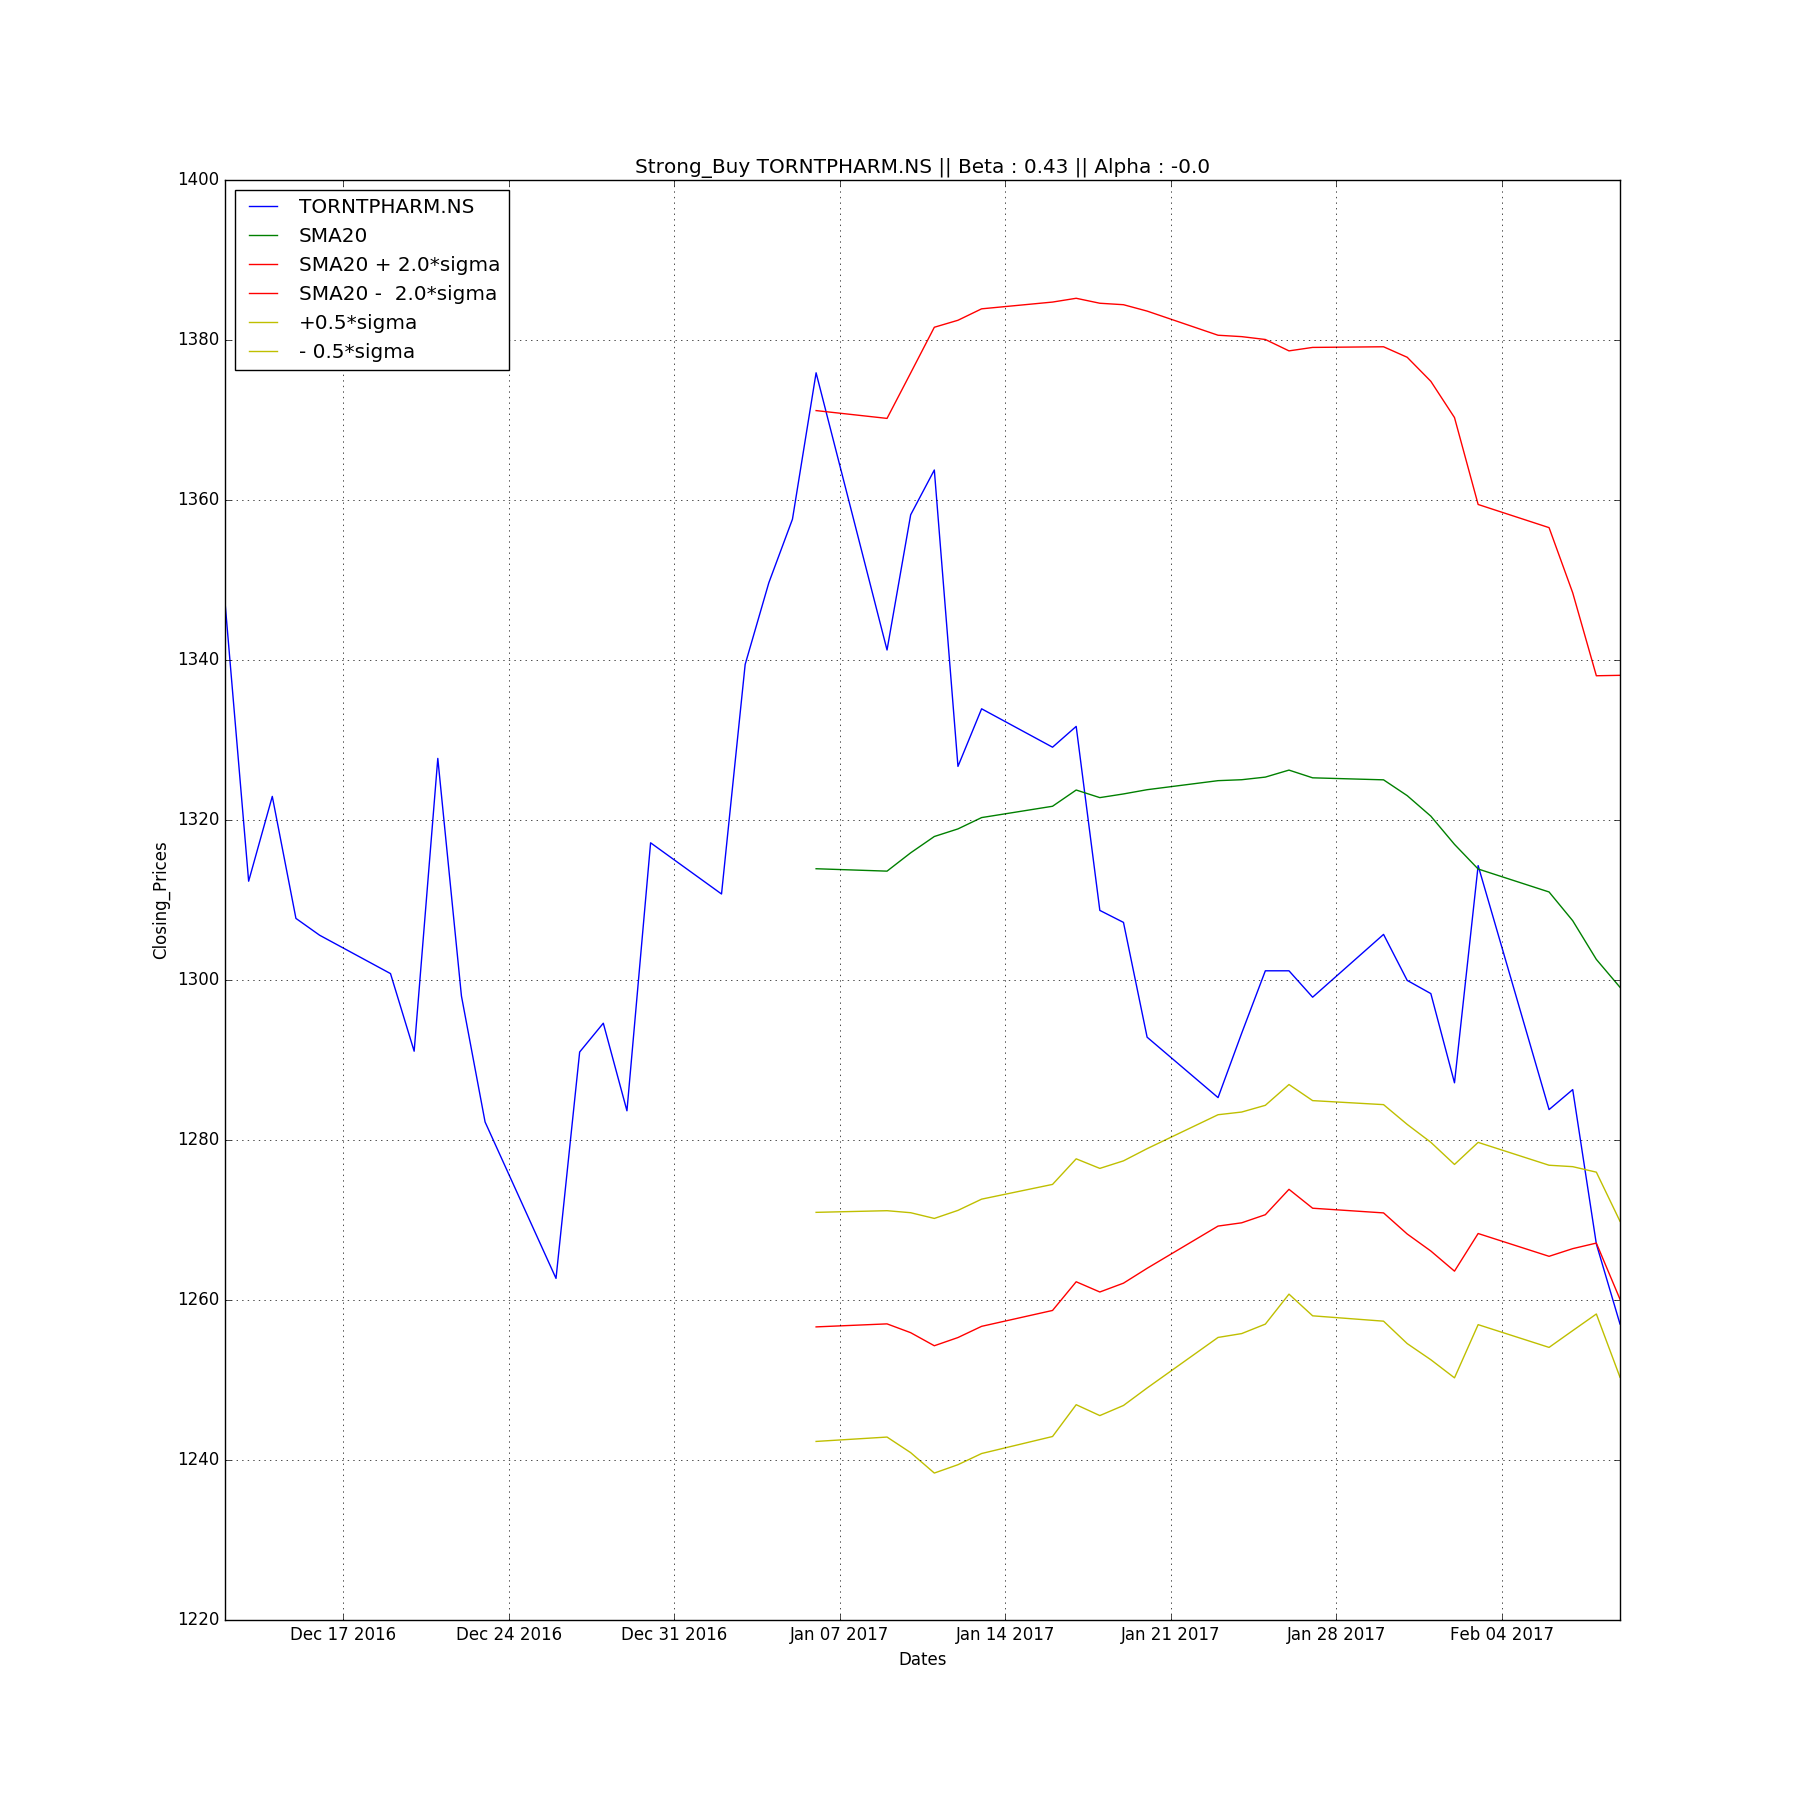 Strong_Buy TORNTPHARM.NS || Beta : 0.43 || Alpha : -0.0
TORNTPHARM.NS
SMA20
SMA20 + 2.0*sigma
SMA20 -  2.0*sigma
+0.5*sigma
- 0.5*sigma
1400
1380
1360
1340
1320
1300
1280
1260
1240
1220
Closing_Prices
Dec 17 2016
Dec 24 2016
Dec 31 2016
Jan 07 2017
Jan 14 2017
Jan 21 2017
Jan 28 2017
Feb 04 2017
Dates